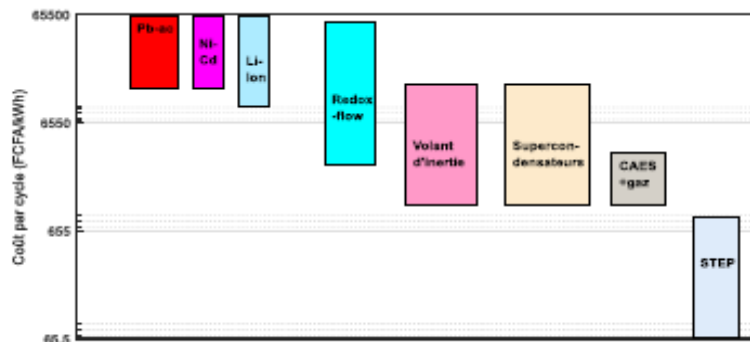 65500
Pb-ac
Ni-
Cd
Li-
Ion
Redox
-flow
6550
Volant
d'inertie
Supercon-
densateurs
CAES
+gaz
655
STEP
65.5
Coût par cycle (FCFA/kWh)